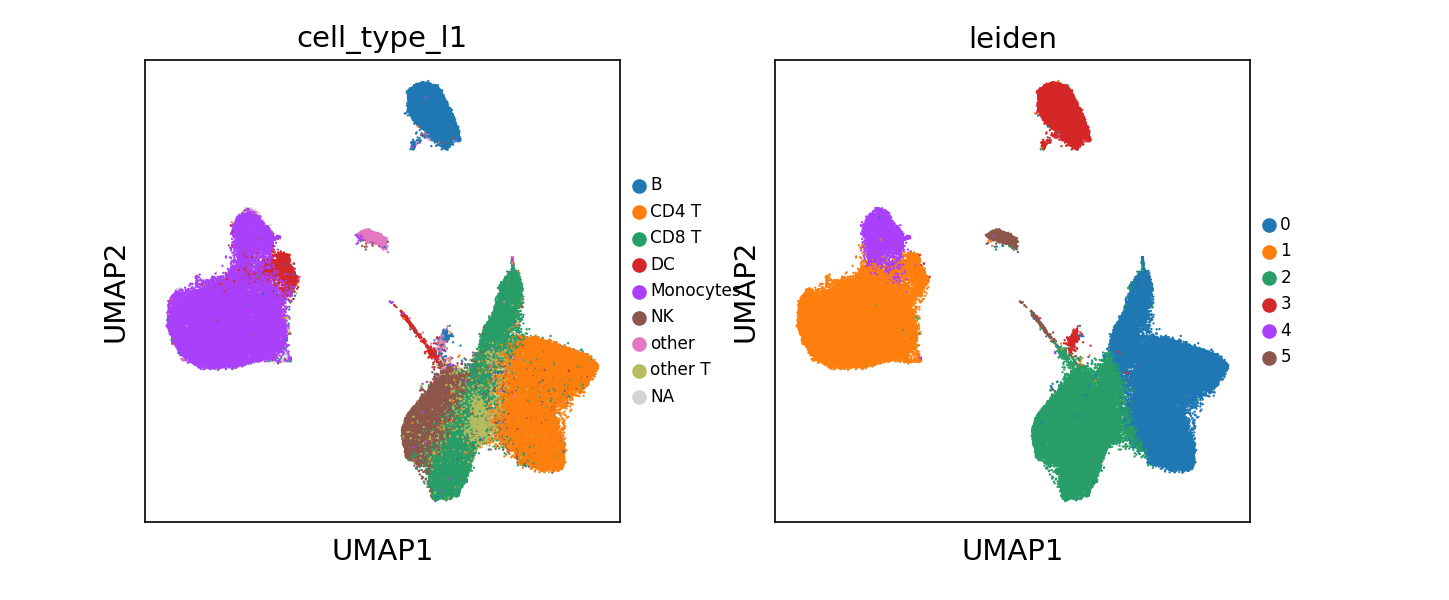 cell_type_l1
UMAP2
UMAP1
B
CD4 T
CD8 T
DC
Monocytes
NK
other
other T
NA
leiden
UMAP2
UMAP1
0
1
2
3
4
5